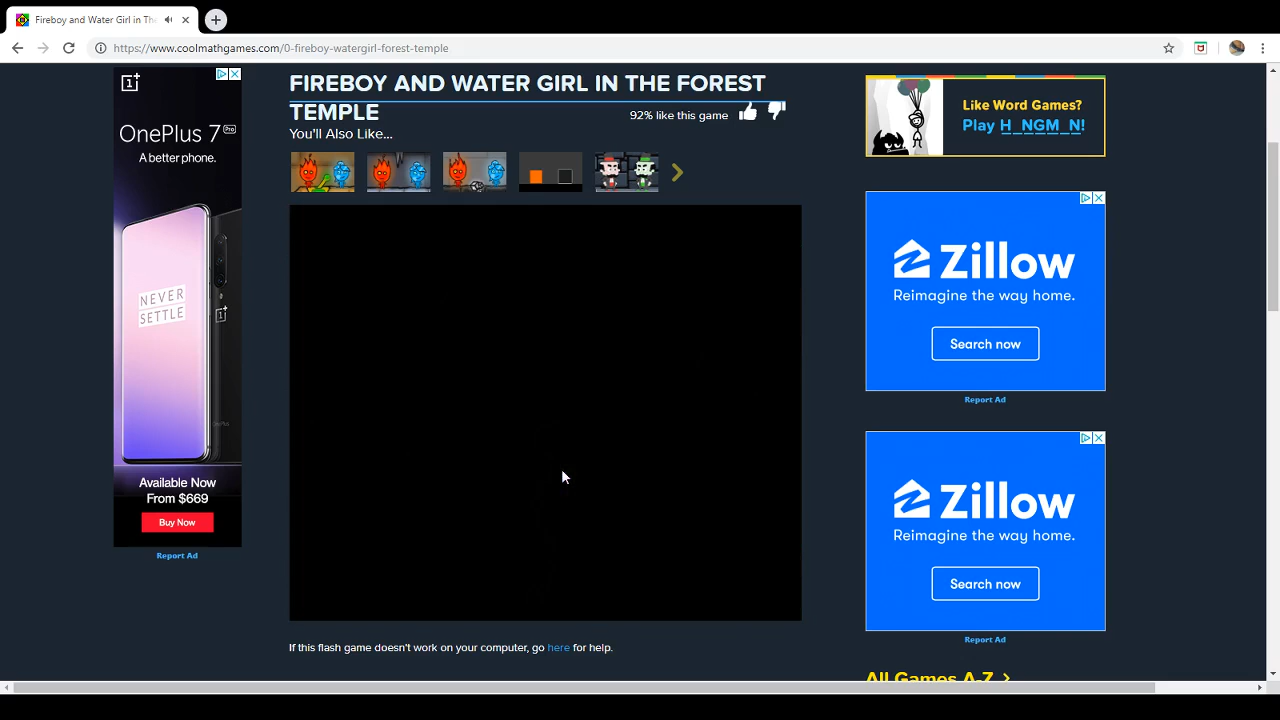 Fireboy and Water Girl in The
https://www.coolmathgames.com/0-fireboy-watergirl-forest-temple
ONEPLUS 7 Pro
A better phone.
NEVER
SETTLE
Available Now
From $669
Buy Now
Report Ad
FIREBOY AND WATER GIRL IN THE FOREST
TEMPLE
92% like this game
You'll Also Like...
If this flash game doesn't work on your computer, go here for help.
Like Word Games?
Play H_NGM_N!
Zillow
Reimagine the way home.
Search now
Report Ad
Zillow
Reimagine the way home.
Search now
Report Ad
All Games A-Z